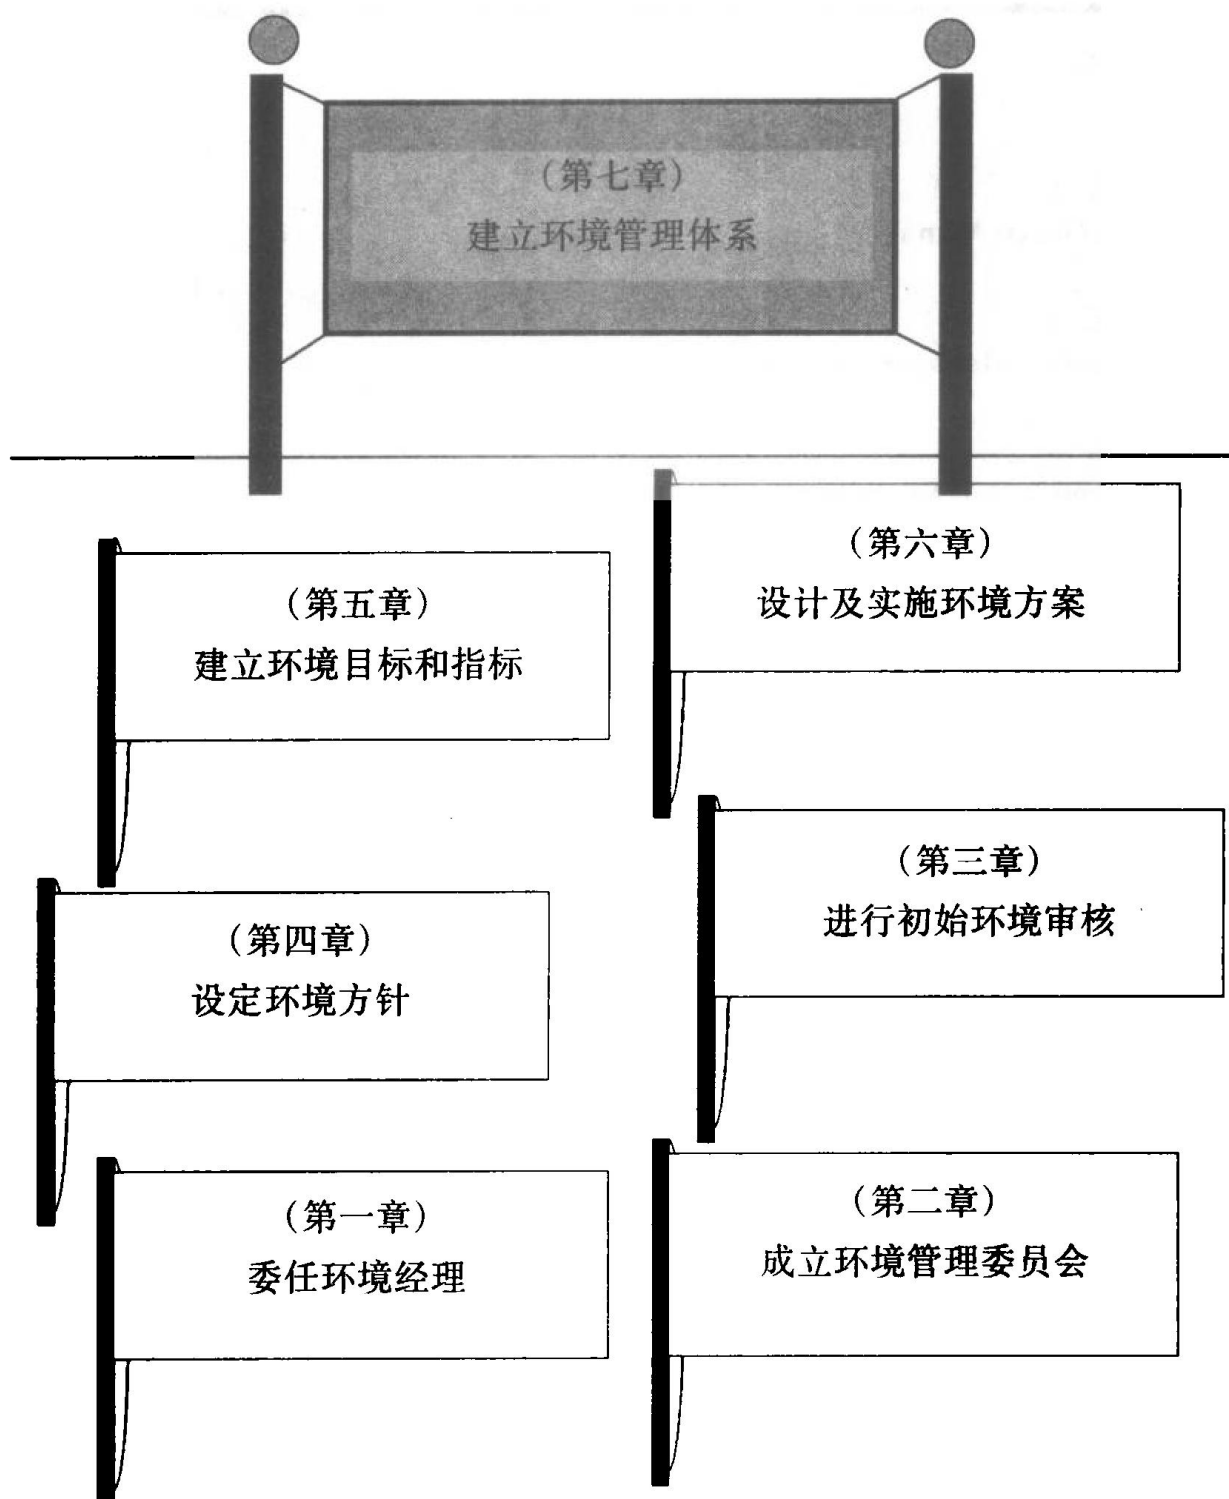 （第七章）
建立环境管理体系
（第六章）
设计及实施环境方案
（第五章）
建立环境目标和指标
（第三章）
进行初始环境审核
（第四章）
设定环境方针
（第二章）
成立环境管理委员会
（第一章）
委任环境经理